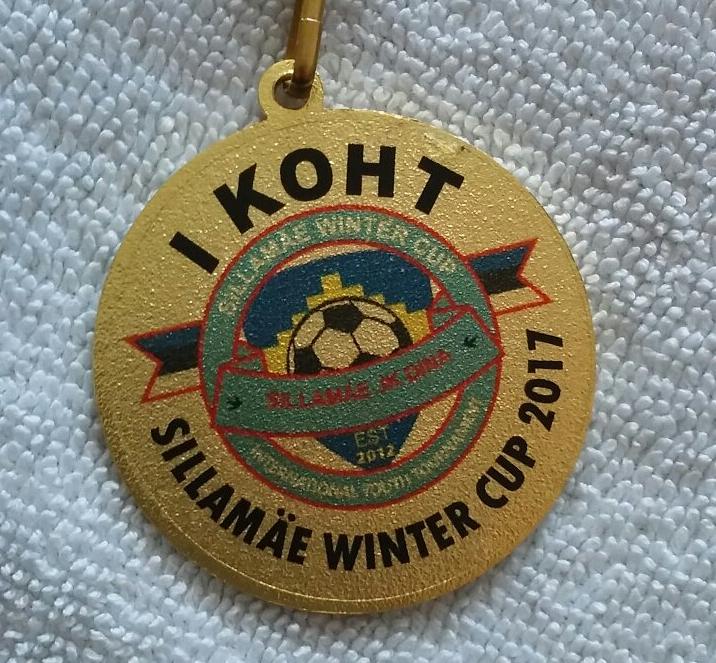 I KOHT
SILLAMÄE WINTER CUP
SILLAMÄE JK DINA
EST
2012
INTERNATIONAL YOUTH TOURNAMENT
SILLAMÄE WINTER CUP 2017